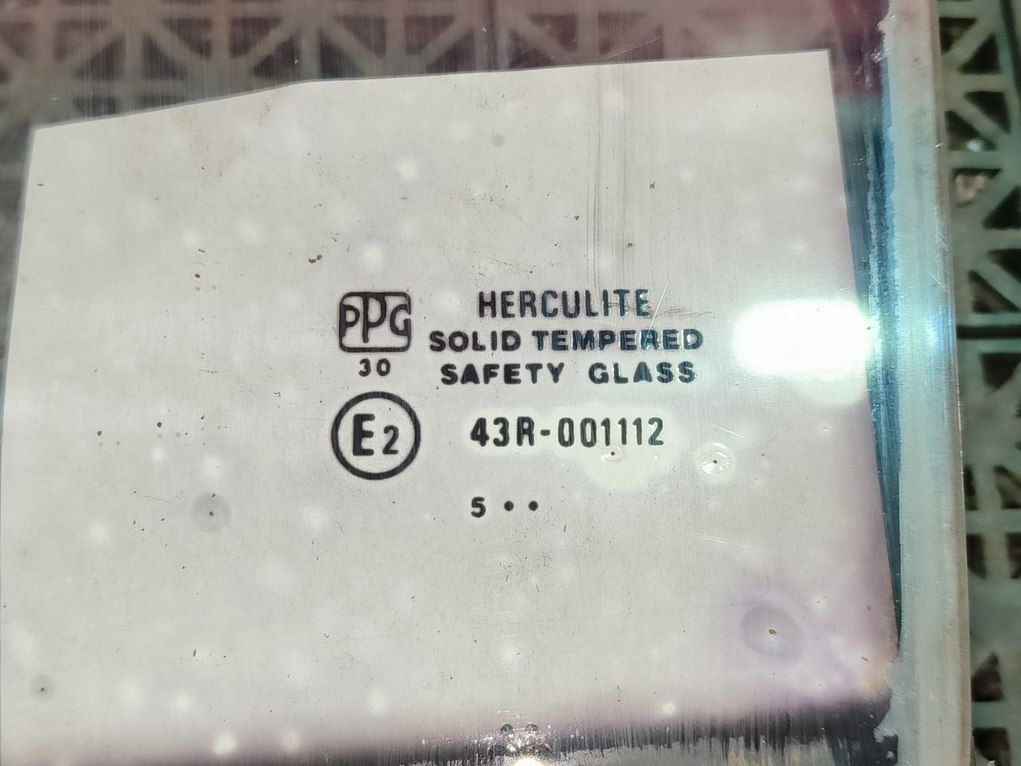 PPG
30
HERCULITE
SOLID TEMPERED
SAFETY GLASS
E2
43R-001112
5 • •